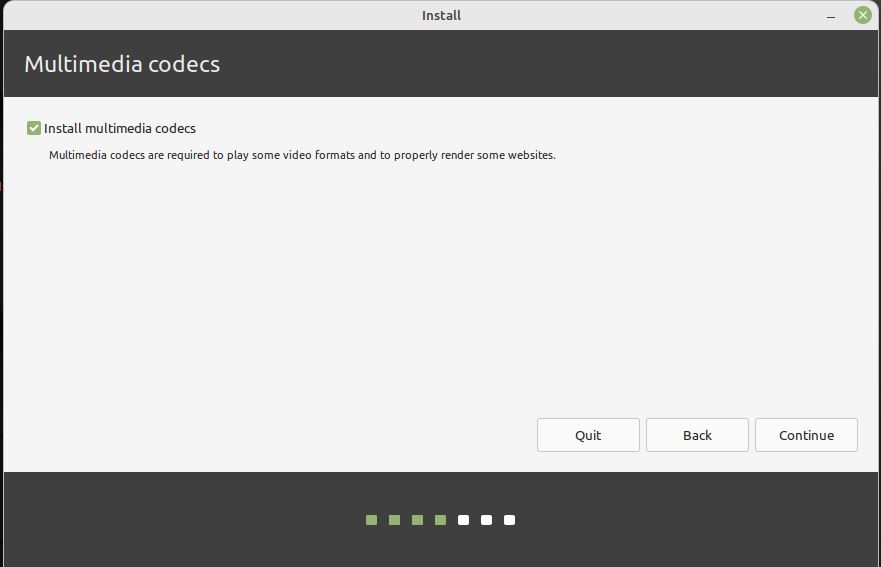 Install
Multimedia codecs
Install multimedia codecs
Multimedia codecs are required to play some video formats and to properly render some websites.
Quit Back Continue